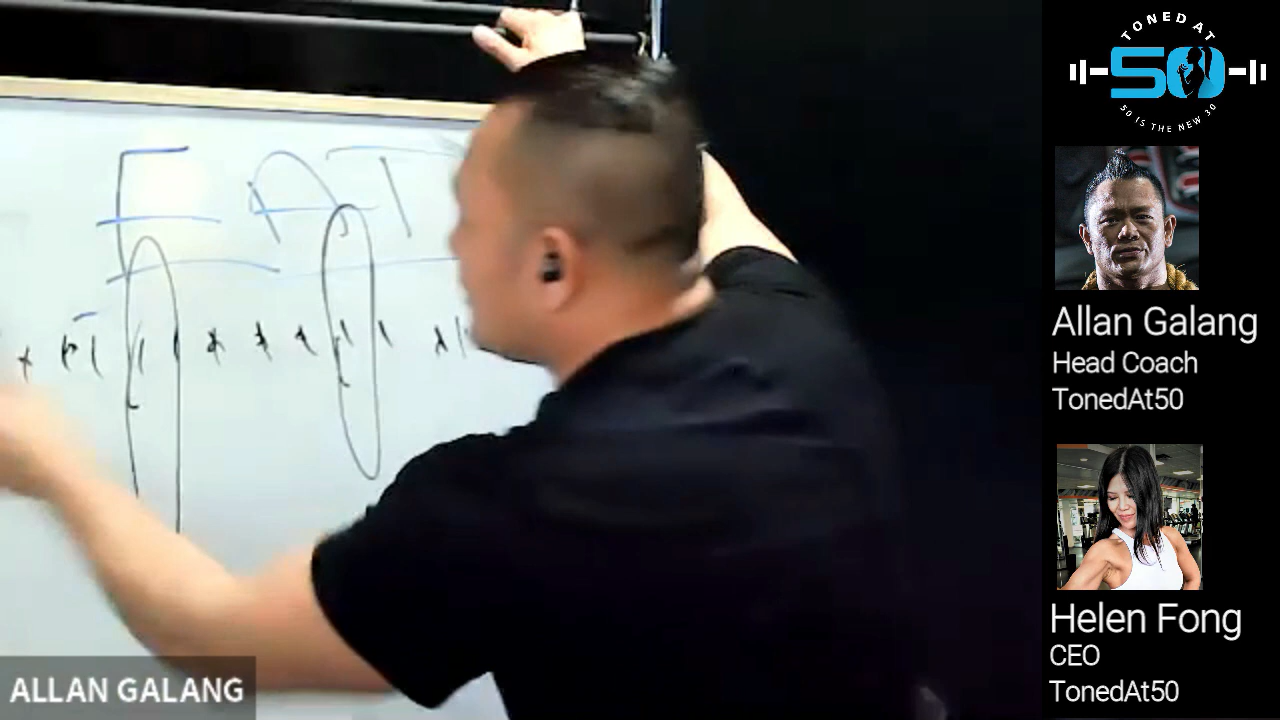 TONED AT
50
50 IS THE NEW 30
Allan Galang
Head Coach
TonedAt50
Helen Fong
CEO
TonedAt50
FAT
ALLAN GALANG